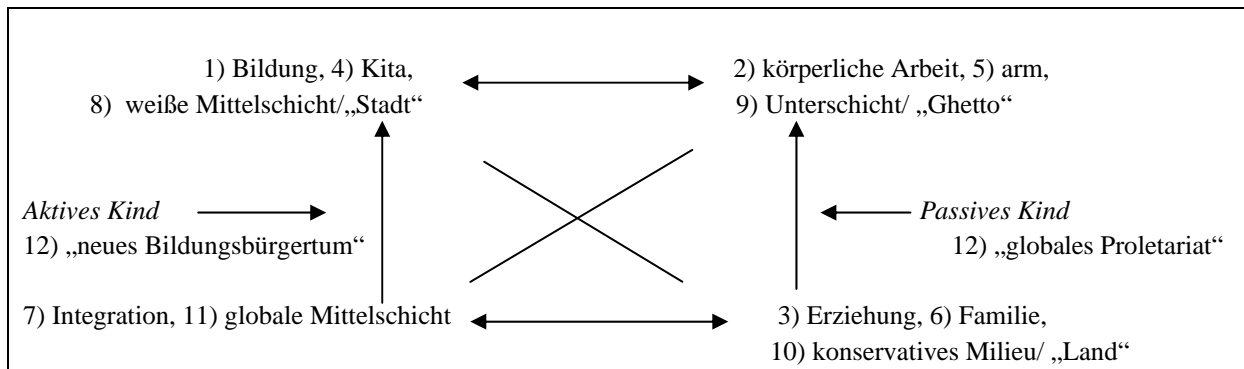 1) Bildung, 4) Kita,
8) weiße Mittelschicht/„Stadt“
2) körperliche Arbeit, 5) arm,
9) Unterschicht/ „Ghetto“
Aktives Kind
12) „neues Bildungsbürgertum“
Passives Kind
12) „globales Proletariat“
7) Integration, 11) globale Mittelschicht
3) Erziehung, 6) Familie,
10) konservatives Milieu/ „Land“